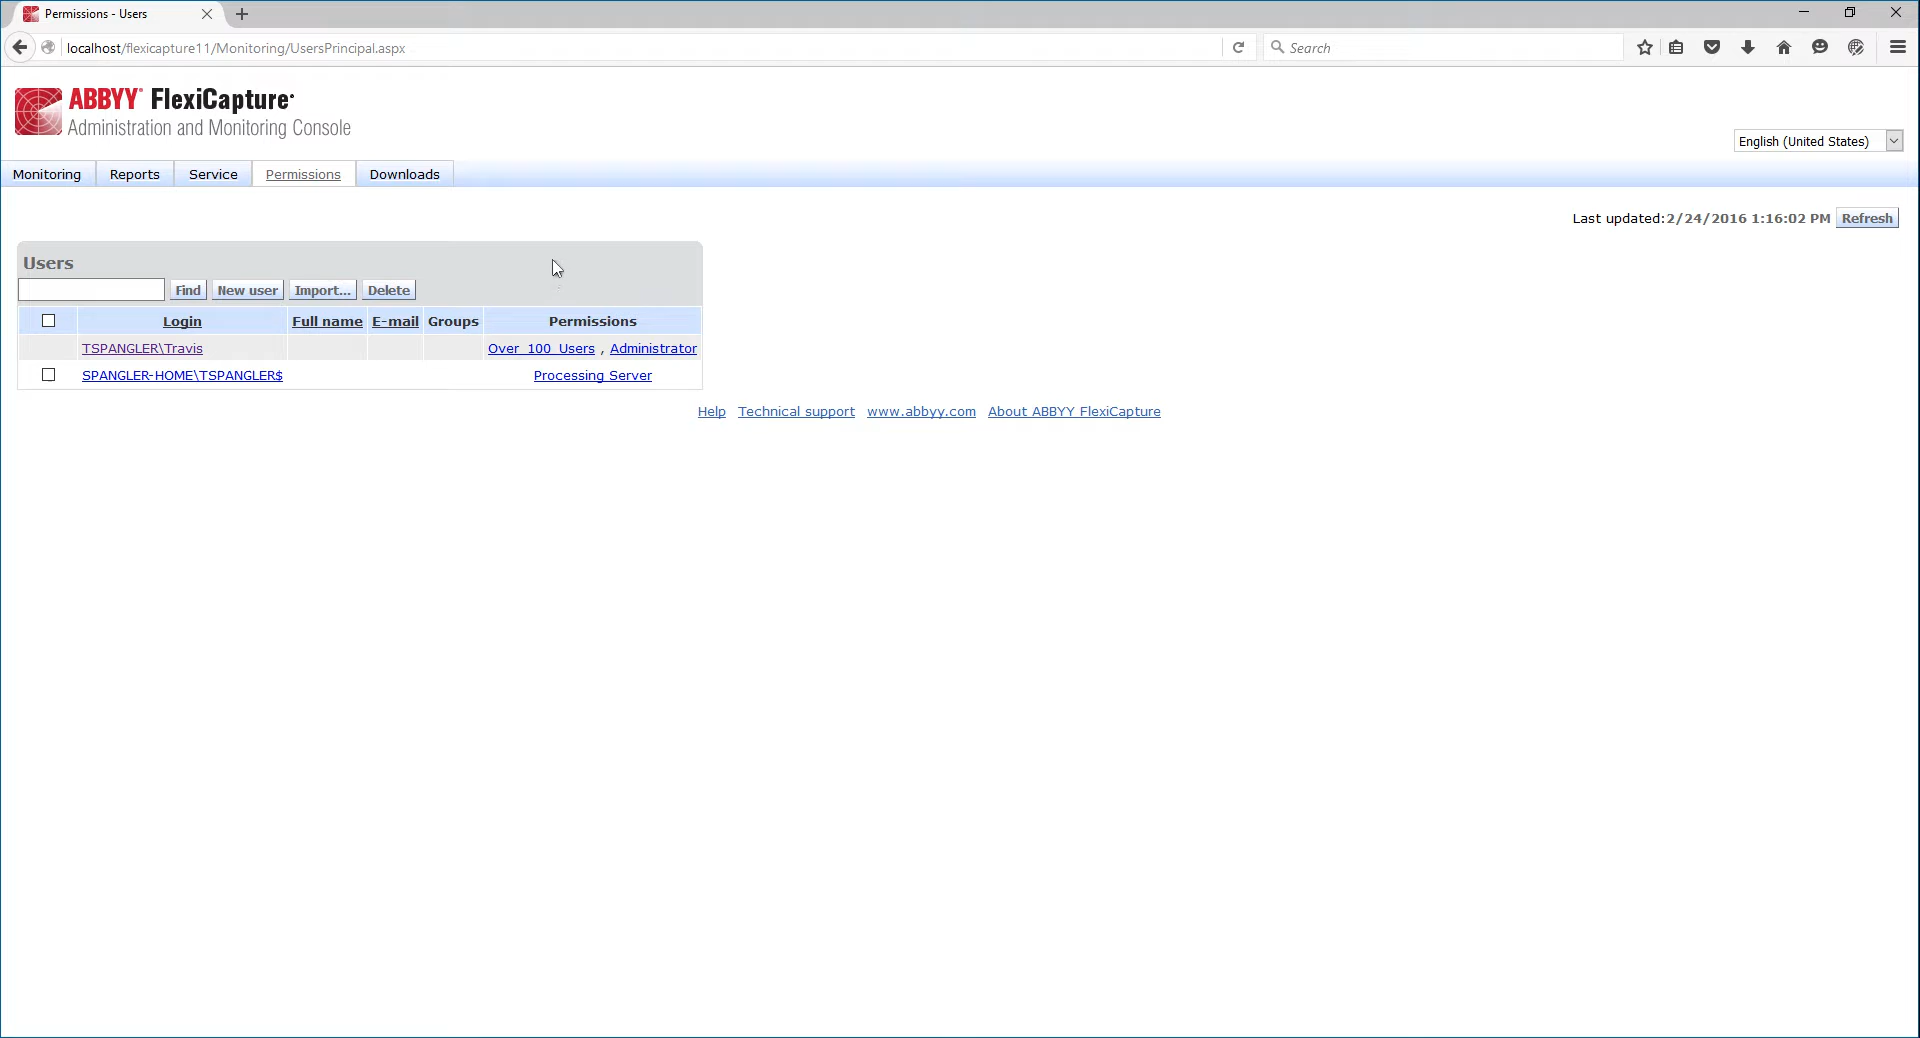 Permissions - Users
localhost/flexicapture11/Monitoring/UsersPrincipal.aspx
Search
ABBYY® FlexiCapture
Administration and Monitoring Console
English (United States)
Monitoring Reports Service Permissions Downloads
Last updated:2/24/2016 1:16:02 PM Refresh
Users
Find New user Import... Delete
Login Full name E-mail Groups Permissions
TSPANGLER\Travis Over_100_Users , Administrator
SPANGLER-HOME\TSPANGLER$ Processing Server
Help Technical support www.abbyy.com About ABBYY FlexiCapture